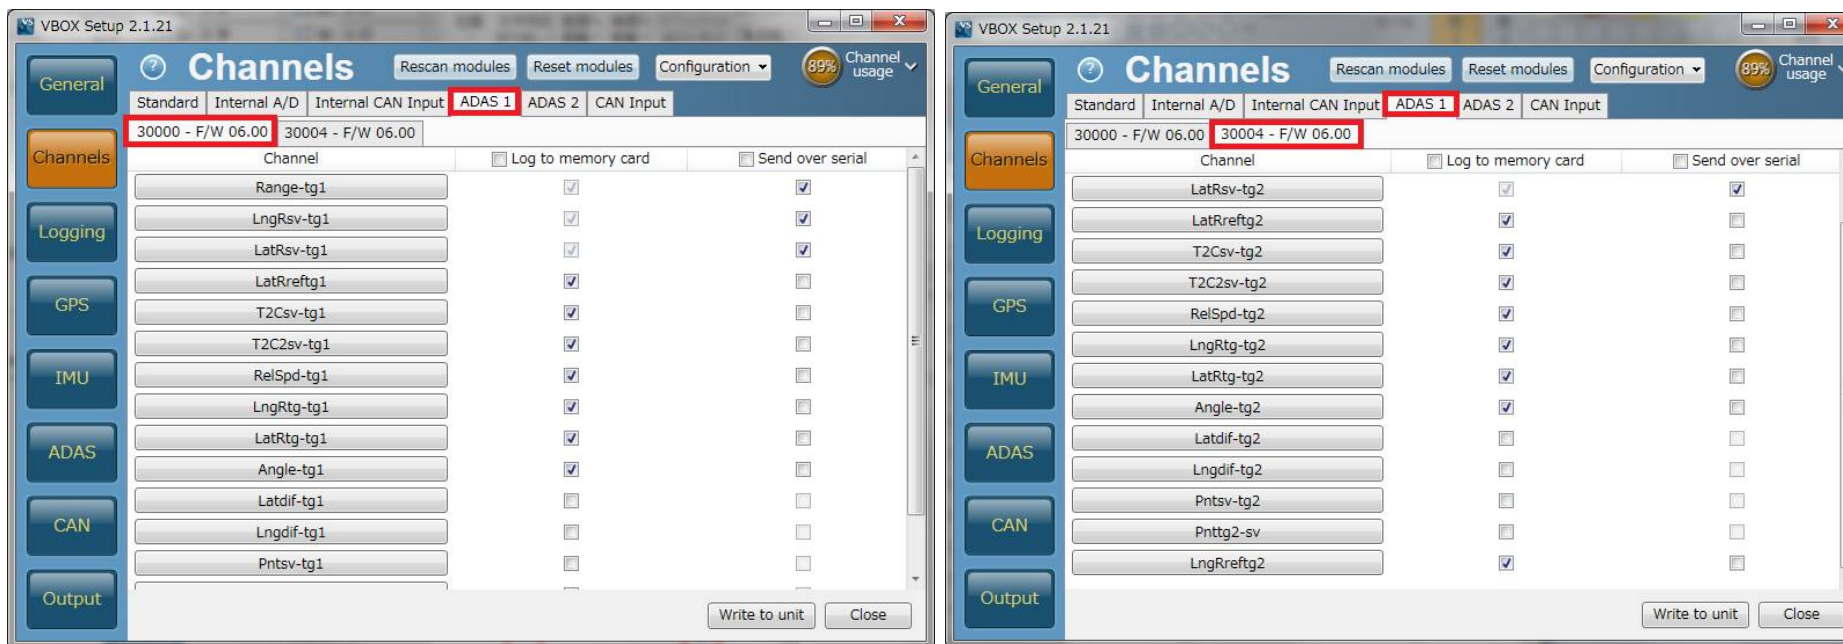 VBOX Setup 2.1.21
General
Channels
Logging
GPS
IMU
ADAS
CAN
Output
? Channels Rescan modules Reset modules Configuration 89% Channel usage
Standard Internal A/D Internal CAN Input ADAS 1 ADAS 2 CAN Input
30000 - F/W 06.00 30004 - F/W 06.00
Channel Log to memory card Send over serial
Range-tg1
LngRsv-tg1
LatRsv-tg1
LatRreftg1
T2Csv-tg1
T2C2sv-tg1
RelSpd-tg1
LngRtg-tg1
LatRtg-tg1
Angle-tg1
Latdif-tg1
Lngdif-tg1
Pntsv-tg1
Write to unit Close
VBOX Setup 2.1.21
General
Channels
Logging
GPS
IMU
ADAS
CAN
Output
? Channels Rescan modules Reset modules Configuration 89% Channel usage
Standard Internal A/D Internal CAN Input ADAS 1 ADAS 2 CAN Input
30000 - F/W 06.00 30004 - F/W 06.00
Channel Log to memory card Send over serial
LatRsv-tg2
LatRreftg2
T2Csv-tg2
T2C2sv-tg2
RelSpd-tg2
LngRtg-tg2
LatRtg-tg2
Angle-tg2
Latdif-tg2
Lngdif-tg2
Pntsv-tg2
Pnttg2-sv
LngRreftg2
Write to unit Close